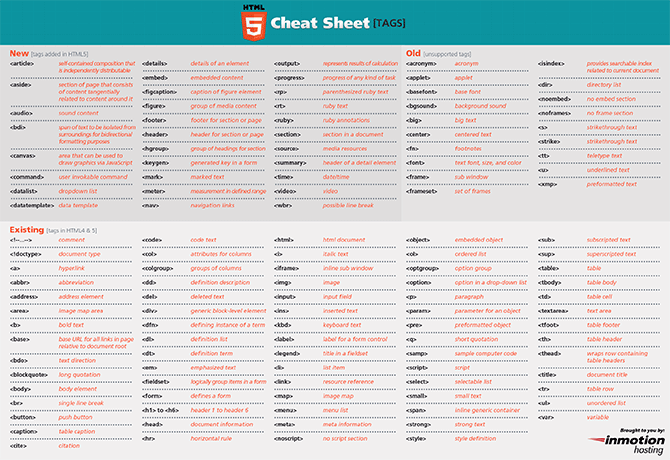 HTML
5 Cheat Sheet [TAGS]
New [tags added in HTML5]
<article> self-contained composition that
is independently distributable
<aside> section of page that consists
of content tangentially
related to content around it
<audio> sound content
<bdi> span of text to be isolated from
surroundings for bidirectional
formatting purposes
<canvas> area that can be used to
draw graphics via JavaScript
<command> user invokable command
<datalist> dropdown list
<datatemplate> data template
<details> details of an element
<embed> embedded content
<figcaption> caption of figure element
<figure> group of media content
<footer> footer for section or page
<header> header for section or page
<hgroup> group of headings for section
<keygen> generated key in a form
<mark> marked text
<meter> measurement in defined range
<nav> navigation links
<output> represents results of calculation
<progress> progress of any kind of task
<rp> parenthesized ruby text
<rt> ruby text
<ruby> ruby annotations
<section> section in a document
<source> media resources
<summary> header of a detail element
<time> date/time
<video> video
<wbr> possible line break
Old [unsupported tags]
<acronym> acronym
<applet> applet
<basefont> base font
<bgsound> background sound
<big> big text
<center> centered text
<fn> footnotes
<font> text font, size, and color
<frame> sub window
<frameset> set of frames
<isindex> provides searchable index
related to current document
<dir> directory list
<noembed> no embed section
<noframes> no frame section
<s> strikethrough text
<strike> strikethrough text
<tt> teletype text
<u> underlined text
<xmp> preformatted text
Existing [tags in HTML4 & 5]
<!--...--> comment
<!doctype> document type
<a> hyperlink
<abbr> abbreviation
<address> address element
<area> image map area
<b> bold text
<base> base URL for all links in page
relative to document root
<bdo> text direction
<blockquote> long quotation
<body> body element
<br> single line break
<button> push button
<caption> table caption
<cite> citation
<code> code text
<col> attributes for columns
<colgroup> groups of columns
<dd> definition description
<del> deleted text
<div> generic block-level element
<dfn> defining instance of a term
<dl> definition list
<dt> definition term
<em> emphasized text
<fieldset> logically group items in a form
<form> defines a form
<h1> to <h6> header 1 to header 6
<head> document information
<hr> horizontal rule
<html> html document
<i> italic text
<iframe> inline sub window
<img> image
<input> input field
<ins> inserted text
<kbd> keyboard text
<label> label for a form control
<legend> title in a fieldset
<li> list item
<link> resource reference
<map> image map
<menu> menu list
<meta> meta information
<noscript> no script section
<object> embedded object
<ol> ordered list
<optgroup> option group
<option> option in a drop-down list
<p> paragraph
<param> parameter for an object
<pre> preformatted object
<q> short quotation
<samp> sample computer code
<script> script
<select> selectable list
<small> small text
<span> inline generic container
<strong> strong text
<style> style definition
<sub> subscripted text
<sup> superscripted text
<table> table
<tbody> table body
<td> table cell
<textarea> text area
<tfoot> table footer
<th> table header
<thead> wraps row containing
table headers
<title> document title
<tr> table row
<ul> unordered list
<var> variable
Brought to you by:
inmotion
hosting